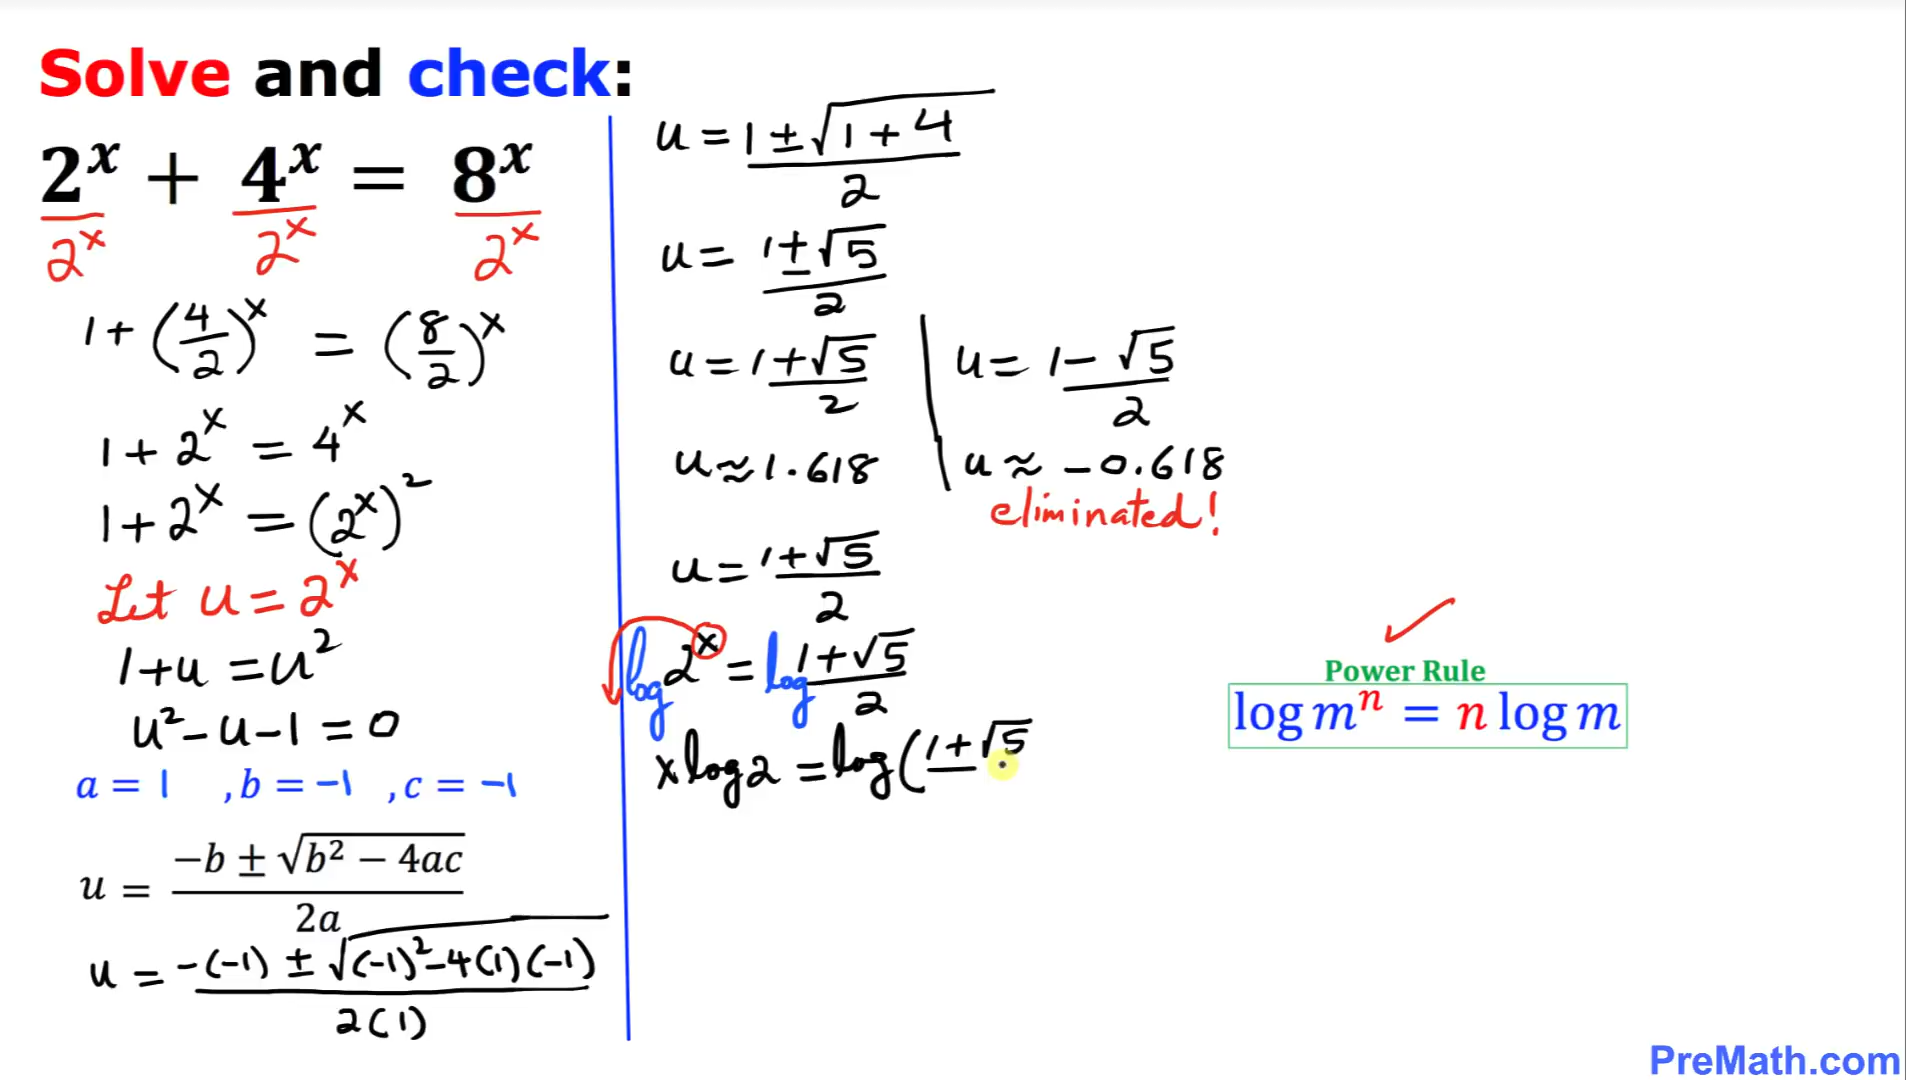 Solve and check:
2^x + 4^x = 8^x
2^x 2^x 2^x
1 + (4/2)^x = (8/2)^x
1 + 2^x = 4^x
1 + 2^x = (2^x)^2
Let u = 2^x
1 + u = u^2
u^2 - u - 1 = 0
a = 1 , b = -1 , c = -1
u = (-b ± √(b² − 4ac)) / 2a
u = (-(-1) ± √((-1)^2 - 4(1)(-1))) / 2(1)
u = (1 ± √(1 + 4)) / 2
u = (1 ± √5) / 2
u = (1 + √5) / 2
u ≈ 1.618
u = (1 - √5) / 2
u ≈ -0.618
eliminated!
u = (1 + √5) / 2
log 2^x = log (1 + √5) / 2
x log 2 = log (1 + √5
Power Rule
log m^n = n log m
PreMath.com